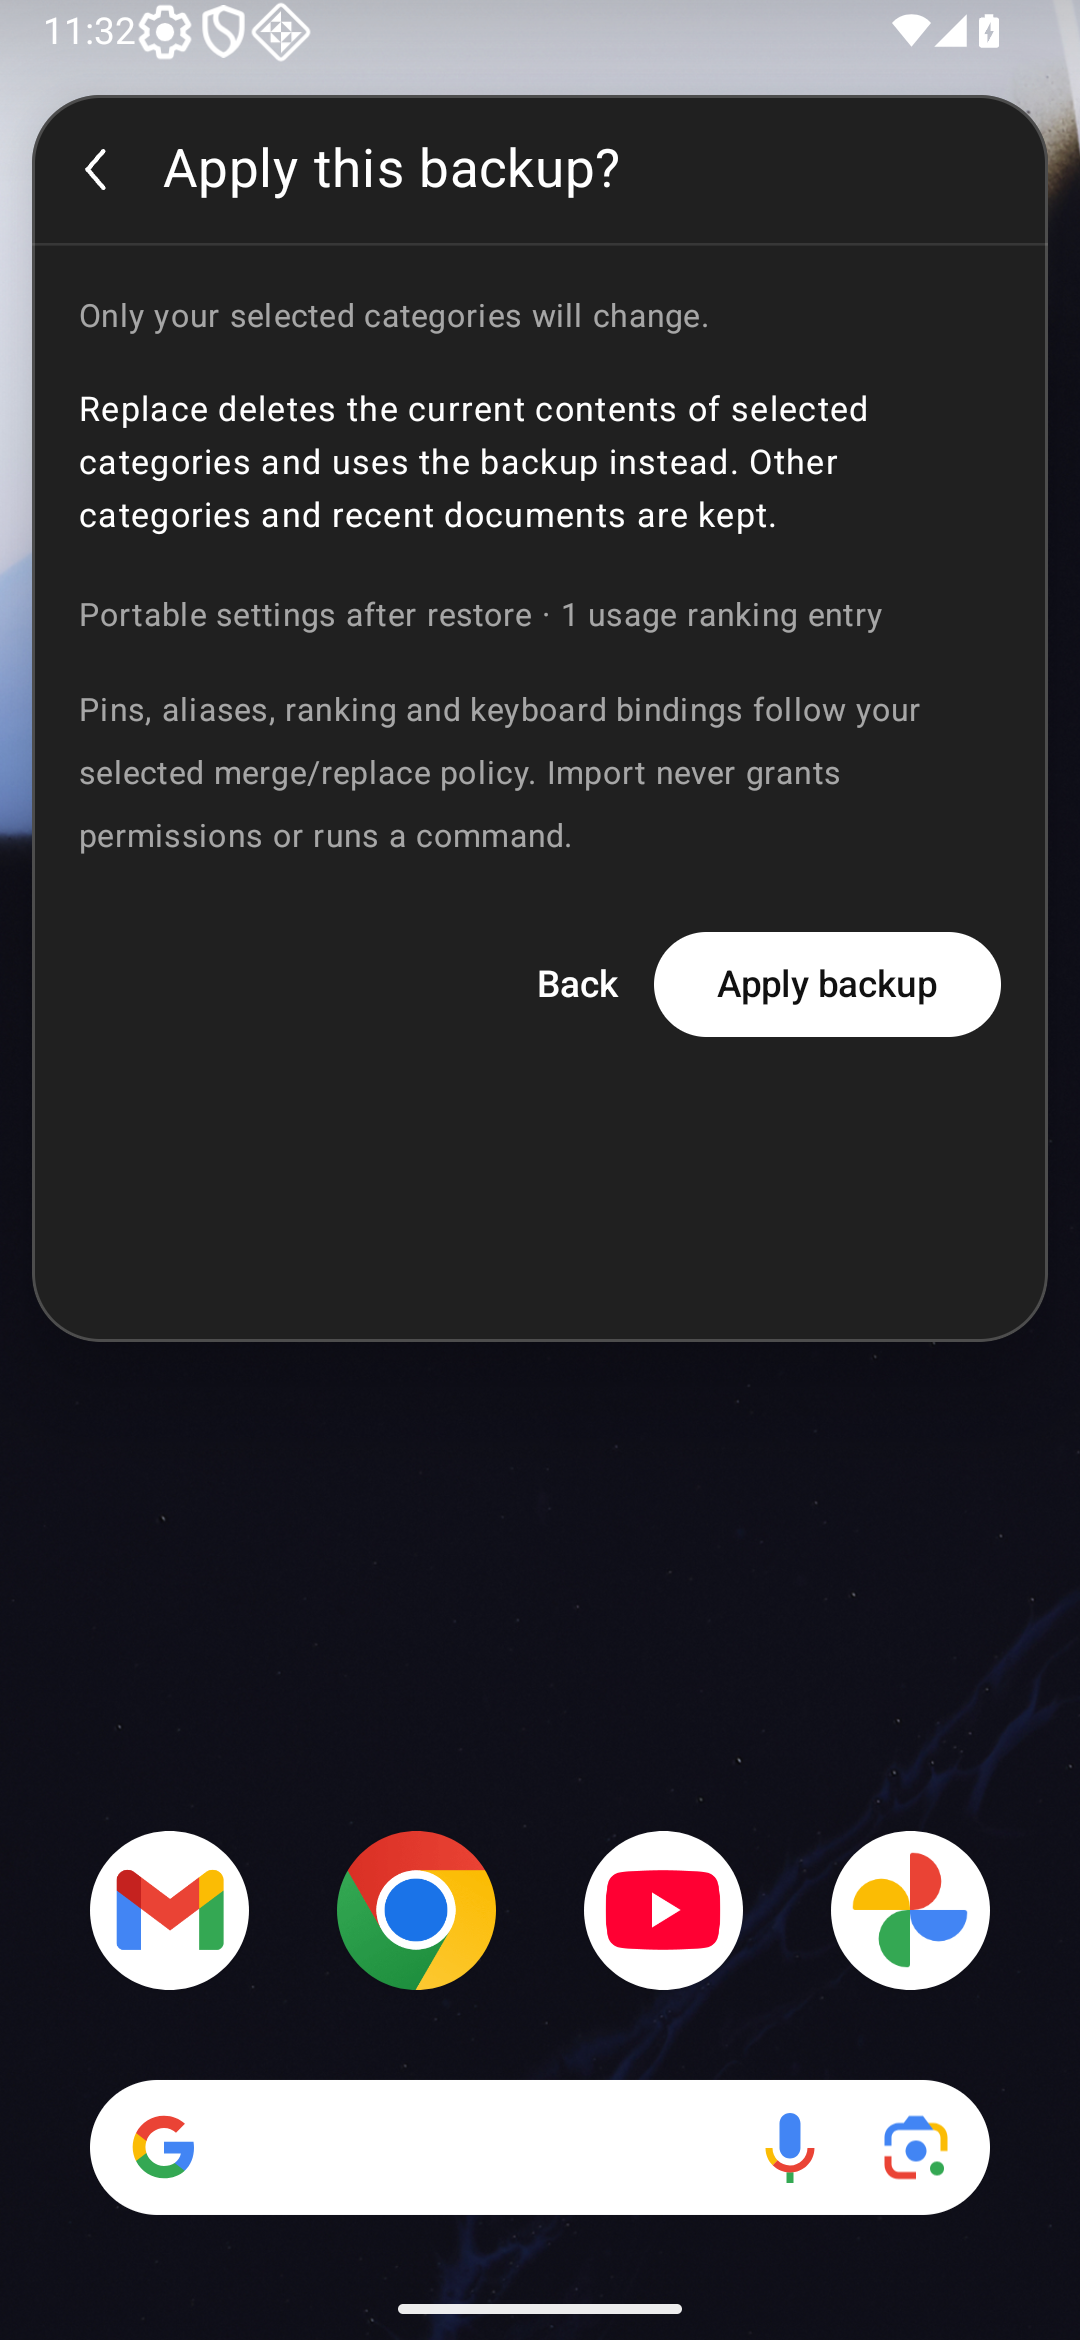 11:32
Apply this backup?
Only your selected categories will change.
Replace deletes the current contents of selected
categories and uses the backup instead. Other
categories and recent documents are kept.
Portable settings after restore · 1 usage ranking entry
Pins, aliases, ranking and keyboard bindings follow your
selected merge/replace policy. Import never grants
permissions or runs a command.
Back
Apply backup